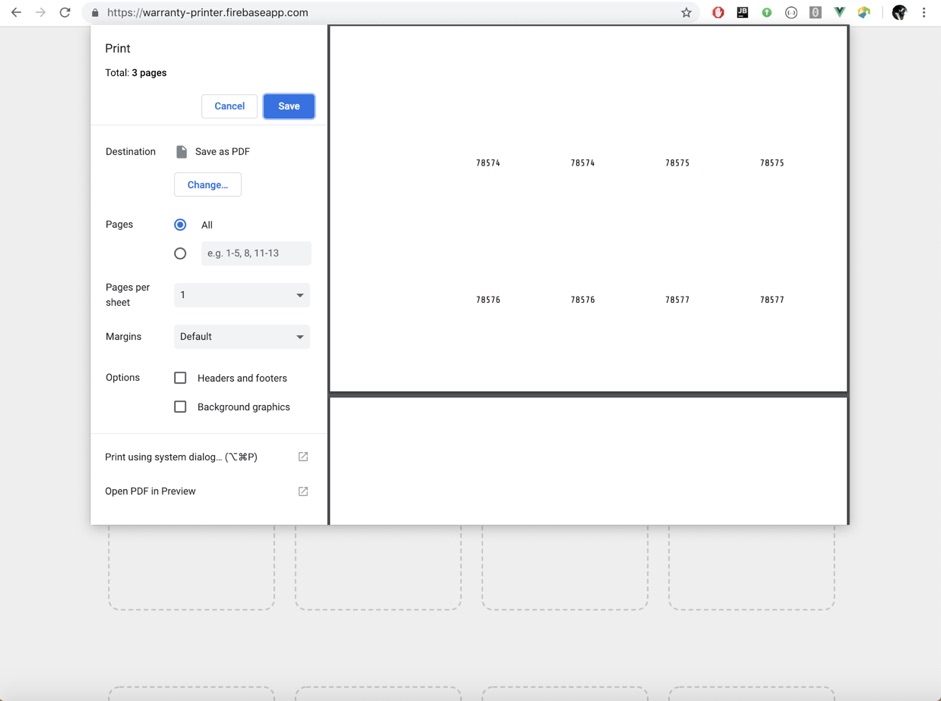 https://warranty-printer.firebaseapp.com
JB
Print
Total: 3 pages
Cancel Save
Destination Save as PDF
Change...
Pages All
e.g. 1-5, 8, 11-13
Pages per sheet 1
Margins Default
Options Headers and footers
Background graphics
Print using system dialog... (⌥⌘P)
Open PDF in Preview
78574 78574 78575 78575
78576 78576 78577 78577